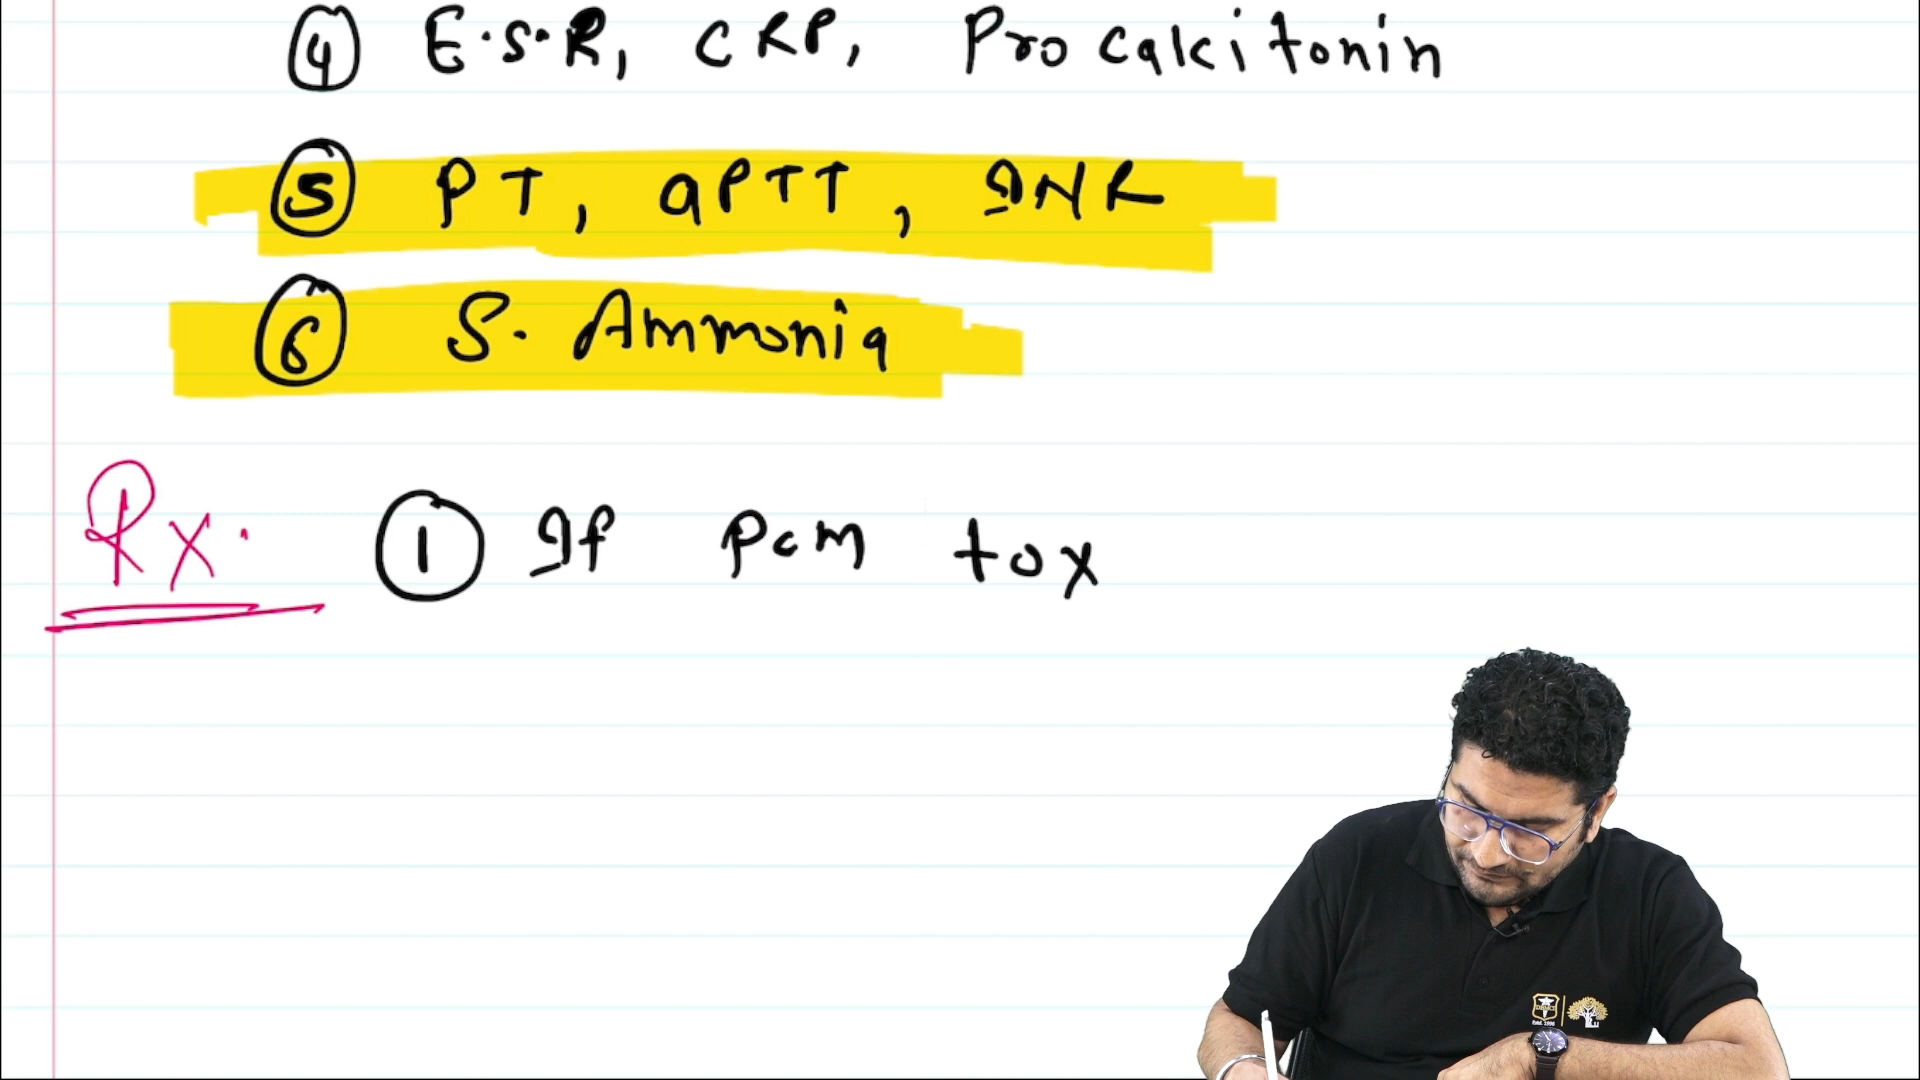 ④ E.S.R, CRP, Procalcitonin
⑤ PT, aPTT, INR
⑥ S. Ammonia
Rx. ① If Pcm tox